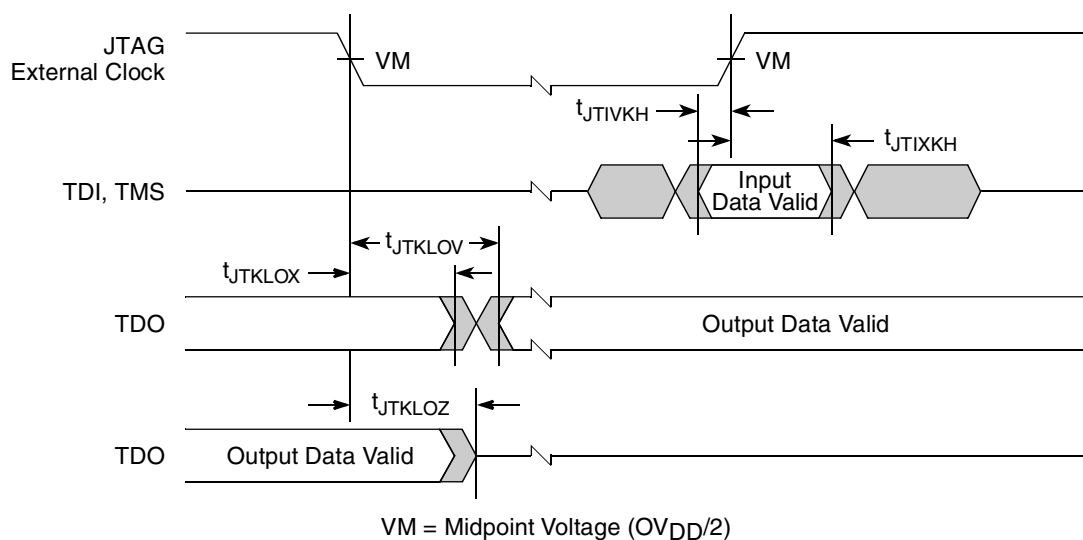 JTAG
External Clock
VM
VM
tJTIVKH
tJTIXKH
TDI, TMS
Input
Data Valid
tJTKLOV
tJTKLOX
TDO
Output Data Valid
tJTKLOZ
TDO
Output Data Valid
VM = Midpoint Voltage (OVDD/2)